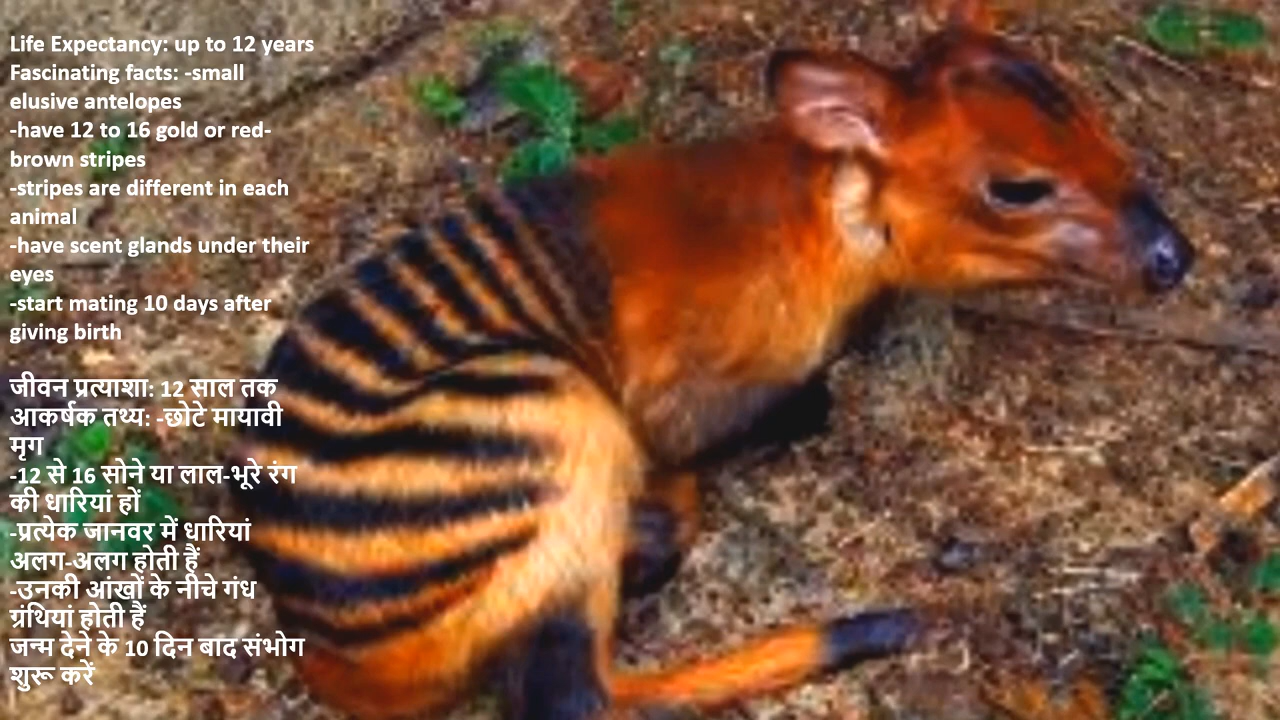 Life Expectancy: up to 12 years
Fascinating facts: -small
elusive antelopes
-have 12 to 16 gold or red-
brown stripes
-stripes are different in each
animal
-have scent glands under their
eyes
-start mating 10 days after
giving birth
जीवन प्रत्याशा: 12 साल तक
आकर्षक तथ्य: -छोटे मायावी
मृग
-12 से 16 सोने या लाल-भूरे रंग
की धारियां हों
-प्रत्येक जानवर में धारियां
अलग-अलग होती हैं
-उनकी आंखों के नीचे गंध
ग्रंथियां होती हैं
जन्म देने के 10 दिन बाद संभोग
शुरू करें